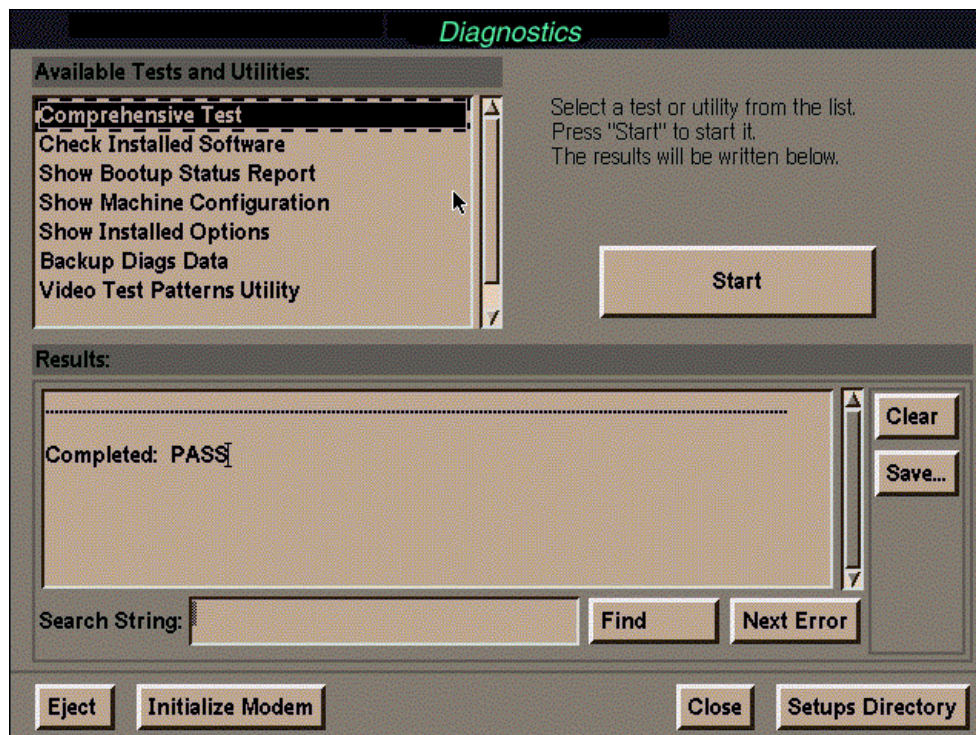 Diagnostics
Available Tests and Utilities:
Comprehensive Test
Check Installed Software
Show Bootup Status Report
Show Machine Configuration
Show Installed Options
Backup Diags Data
Video Test Patterns Utility
Select a test or utility from the list.
Press "Start" to start it.
The results will be written below.
Start
Results:
Completed: PASS
Clear
Save...
Search String:
Find
Next Error
Eject
Initialize Modem
Close
Setups Directory